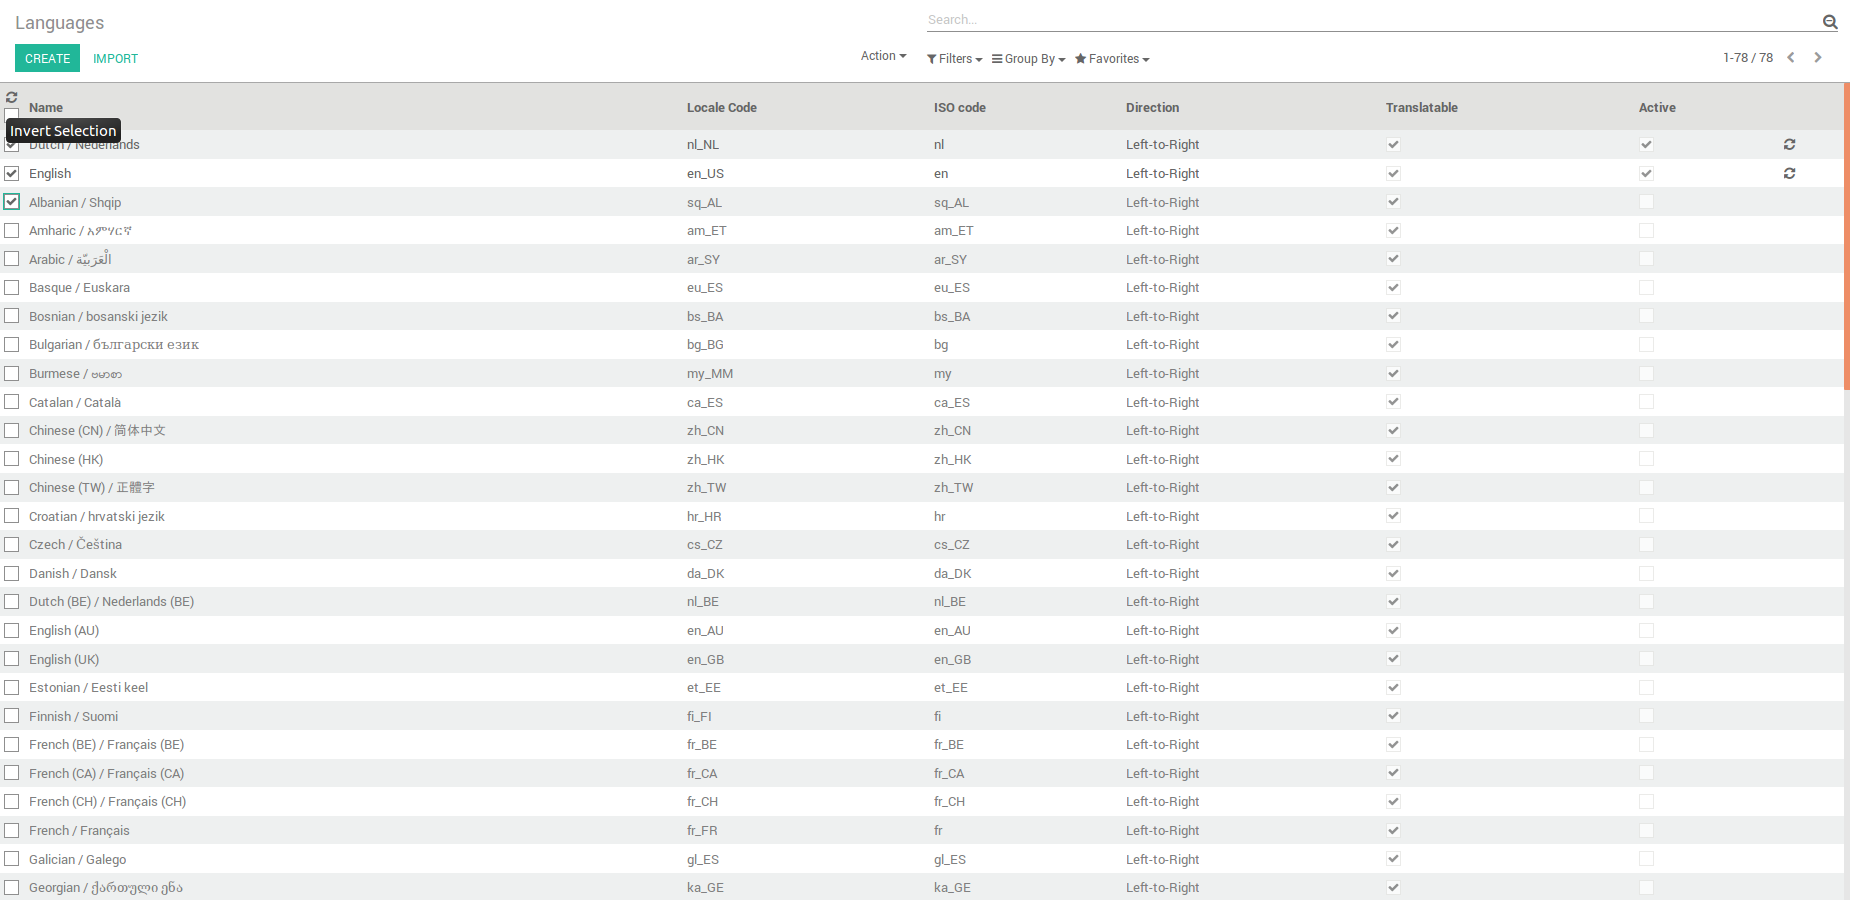 Languages
Search...
CREATE IMPORT Action Filters Group By Favorites 1-78 / 78
Name Locale Code ISO code Direction Translatable Active
Invert Selection
Dutch / Nederlands nl_NL nl Left-to-Right
English en_US en Left-to-Right
Albanian / Shqip sq_AL sq_AL Left-to-Right
Amharic / አምሃርኛ am_ET am_ET Left-to-Right
Arabic / الْعَرَبيّة ar_SY ar_SY Left-to-Right
Basque / Euskara eu_ES eu_ES Left-to-Right
Bosnian / bosanski jezik bs_BA bs_BA Left-to-Right
Bulgarian / български език bg_BG bg Left-to-Right
Burmese / ဗမာစာ my_MM my Left-to-Right
Catalan / Català ca_ES ca_ES Left-to-Right
Chinese (CN) / 简体中文 zh_CN zh_CN Left-to-Right
Chinese (HK) zh_HK zh_HK Left-to-Right
Chinese (TW) / 正體字 zh_TW zh_TW Left-to-Right
Croatian / hrvatski jezik hr_HR hr Left-to-Right
Czech / Čeština cs_CZ cs_CZ Left-to-Right
Danish / Dansk da_DK da_DK Left-to-Right
Dutch (BE) / Nederlands (BE) nl_BE nl_BE Left-to-Right
English (AU) en_AU en_AU Left-to-Right
English (UK) en_GB en_GB Left-to-Right
Estonian / Eesti keel et_EE et_EE Left-to-Right
Finnish / Suomi fi_FI fi Left-to-Right
French (BE) / Français (BE) fr_BE fr_BE Left-to-Right
French (CA) / Français (CA) fr_CA fr_CA Left-to-Right
French (CH) / Français (CH) fr_CH fr_CH Left-to-Right
French / Français fr_FR fr Left-to-Right
Galician / Galego gl_ES gl_ES Left-to-Right
Georgian / ქართული ენა ka_GE ka_GE Left-to-Right